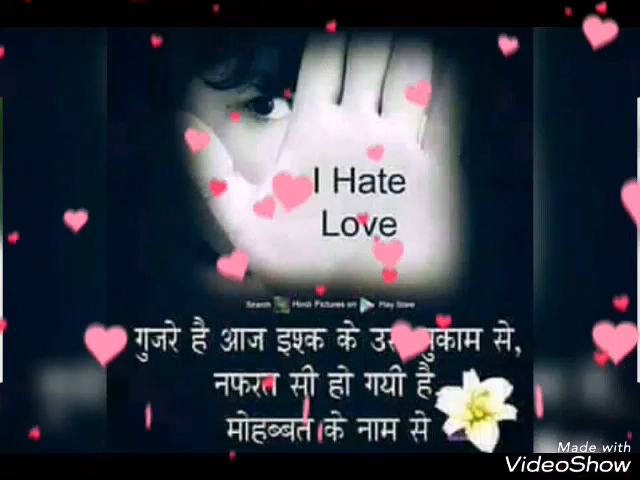 I Hate
Love
Search Hindi Pictures on Play Store
गुजरे है आज इश्क के मुकाम से,
नफरत सी हो गयी है
मोहब्बत के नाम से
Made with
VideoShow